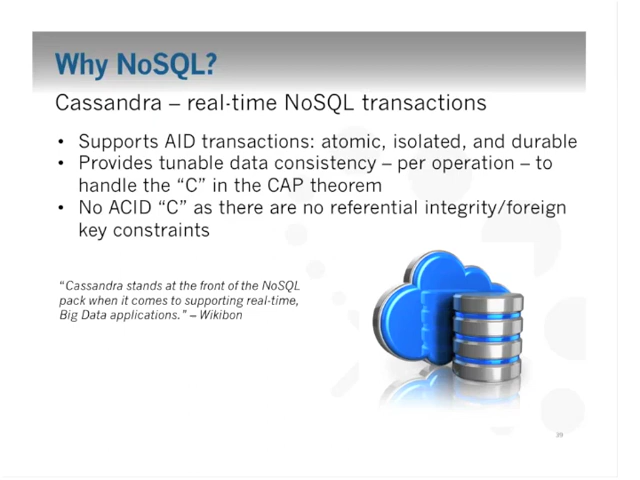 Why NoSQL?
Cassandra – real-time NoSQL transactions
• Supports AID transactions: atomic, isolated, and durable
• Provides tunable data consistency – per operation – to
handle the “C” in the CAP theorem
• No ACID “C” as there are no referential integrity/foreign
key constraints
“Cassandra stands at the front of the NoSQL
pack when it comes to supporting real-time,
Big Data applications.” – Wikibon
39